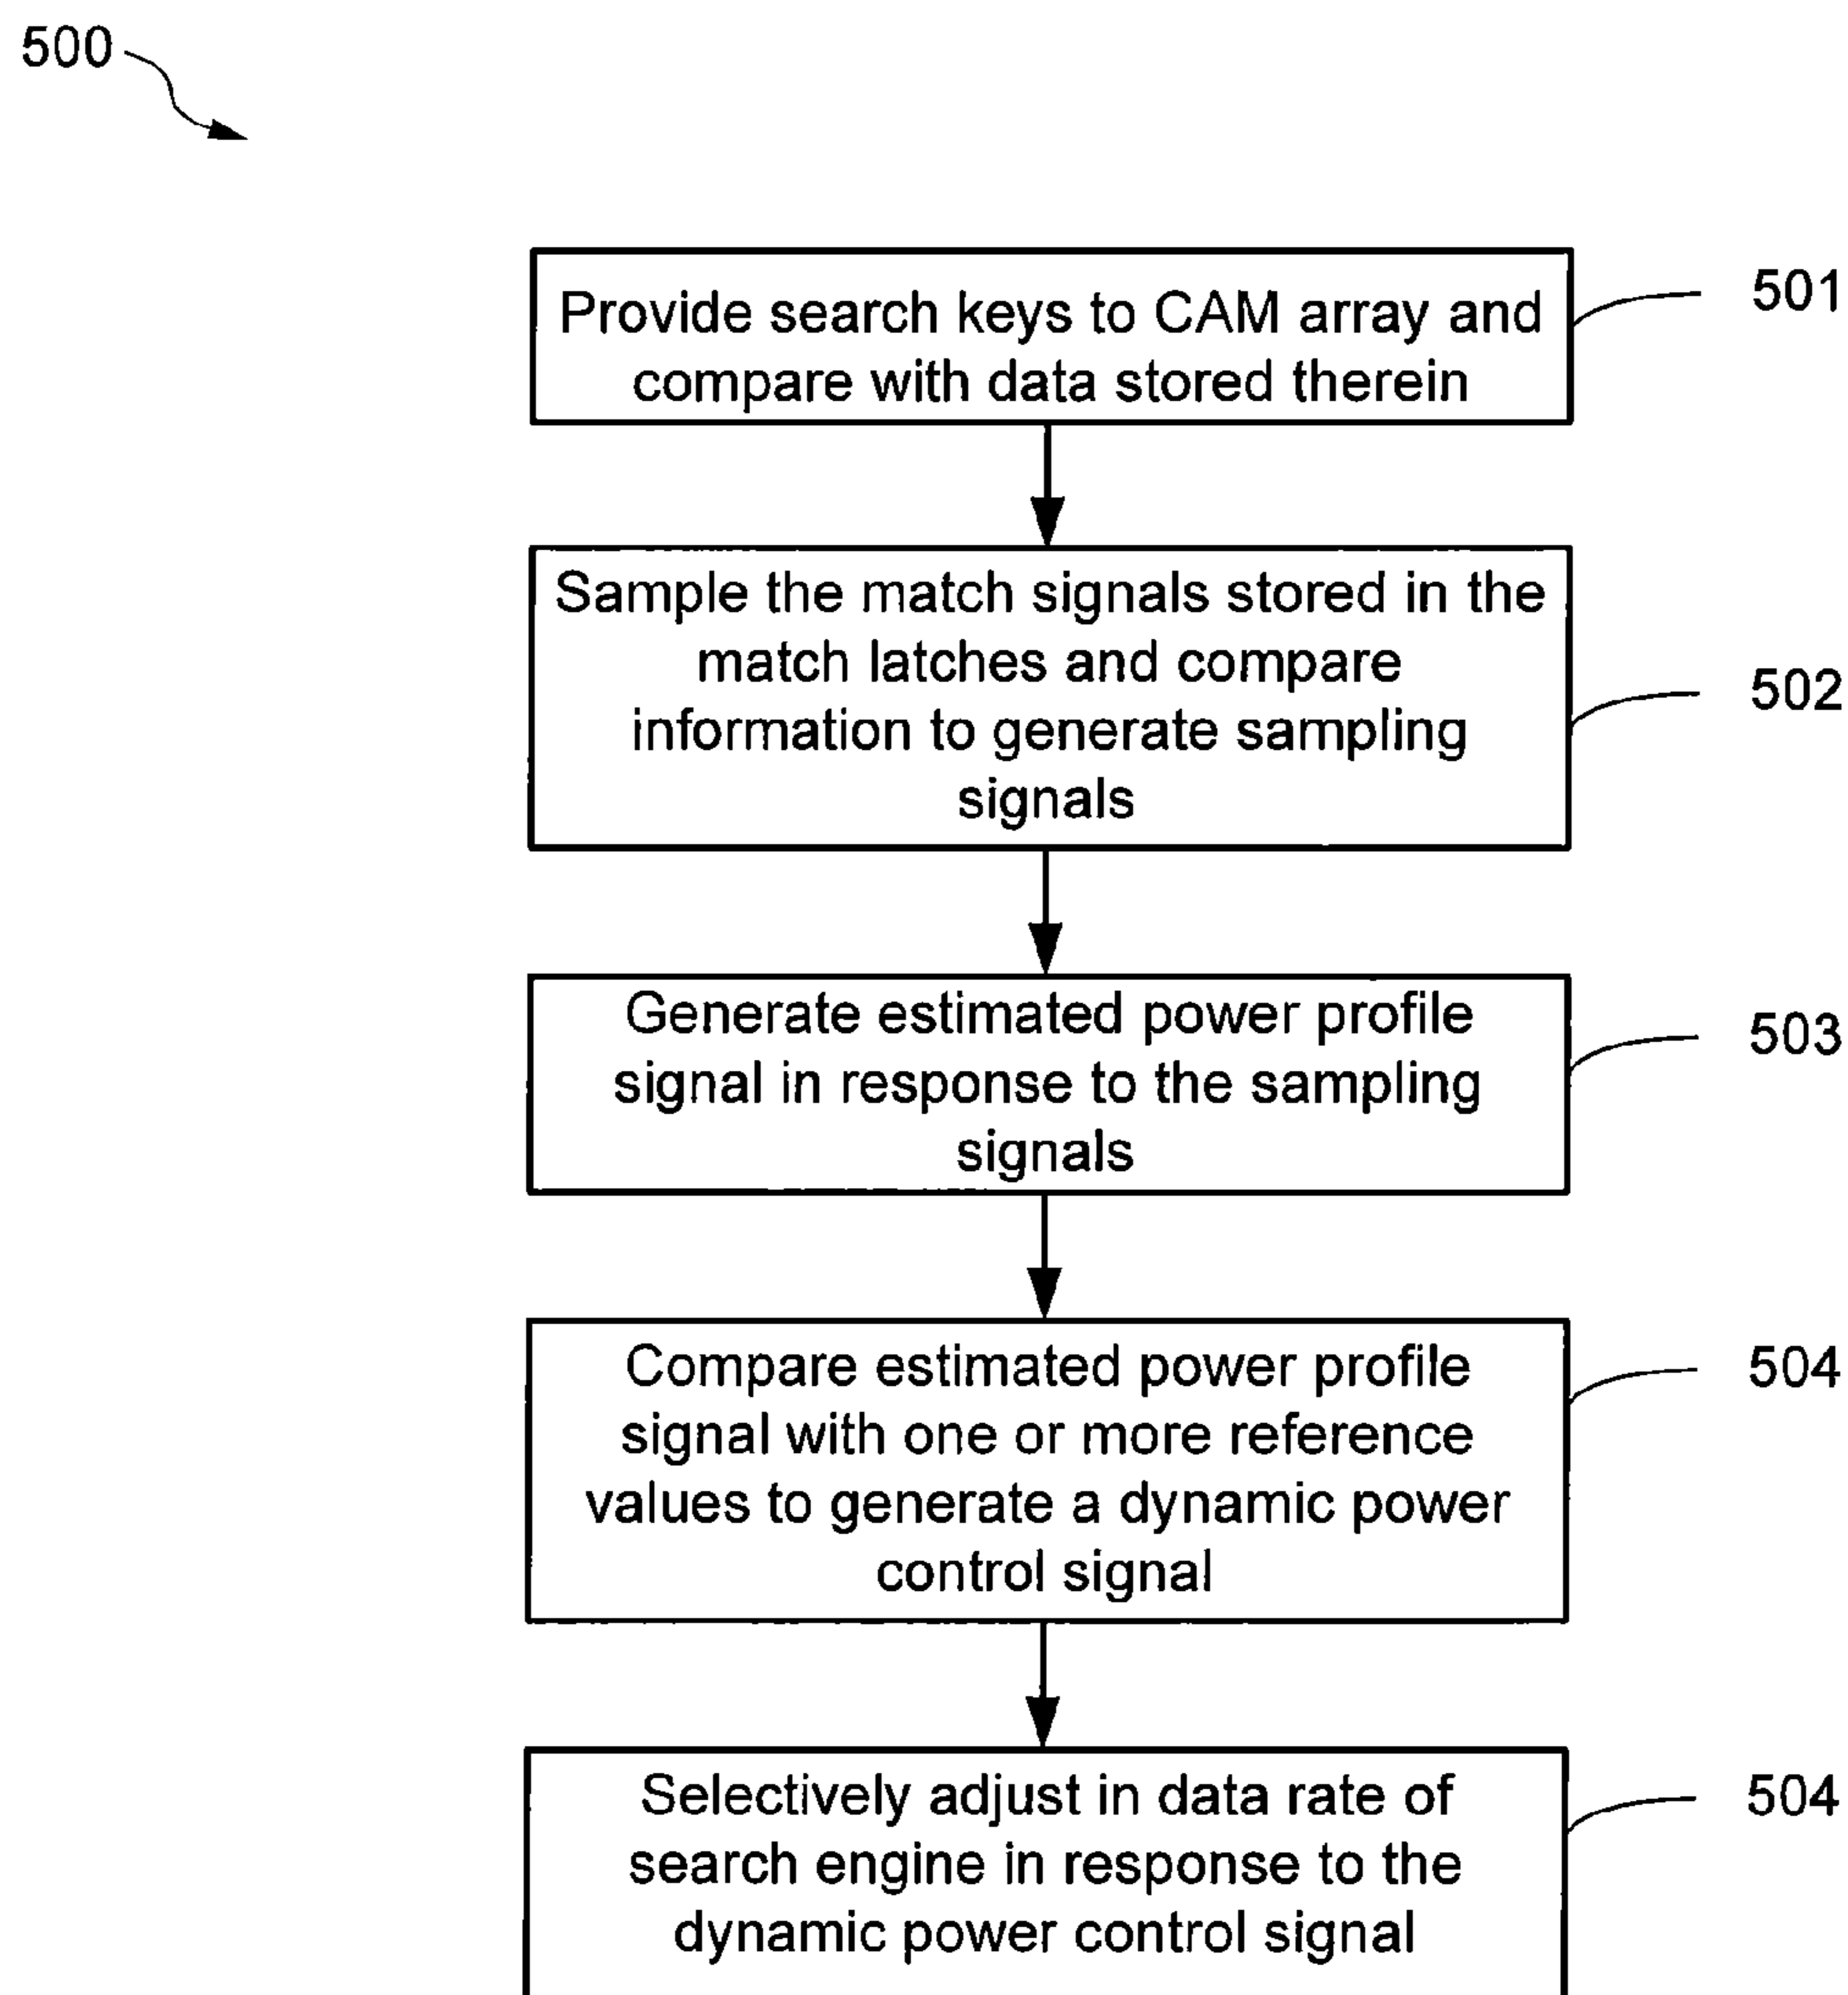 500
Provide search keys to CAM array and
compare with data stored therein
501
Sample the match signals stored in the
match latches and compare
information to generate sampling
signals
502
Generate estimated power profile
signal in response to the sampling
signals
503
Compare estimated power profile
signal with one or more reference
values to generate a dynamic power
control signal
504
Selectively adjust in data rate of
search engine in response to the
dynamic power control signal
504